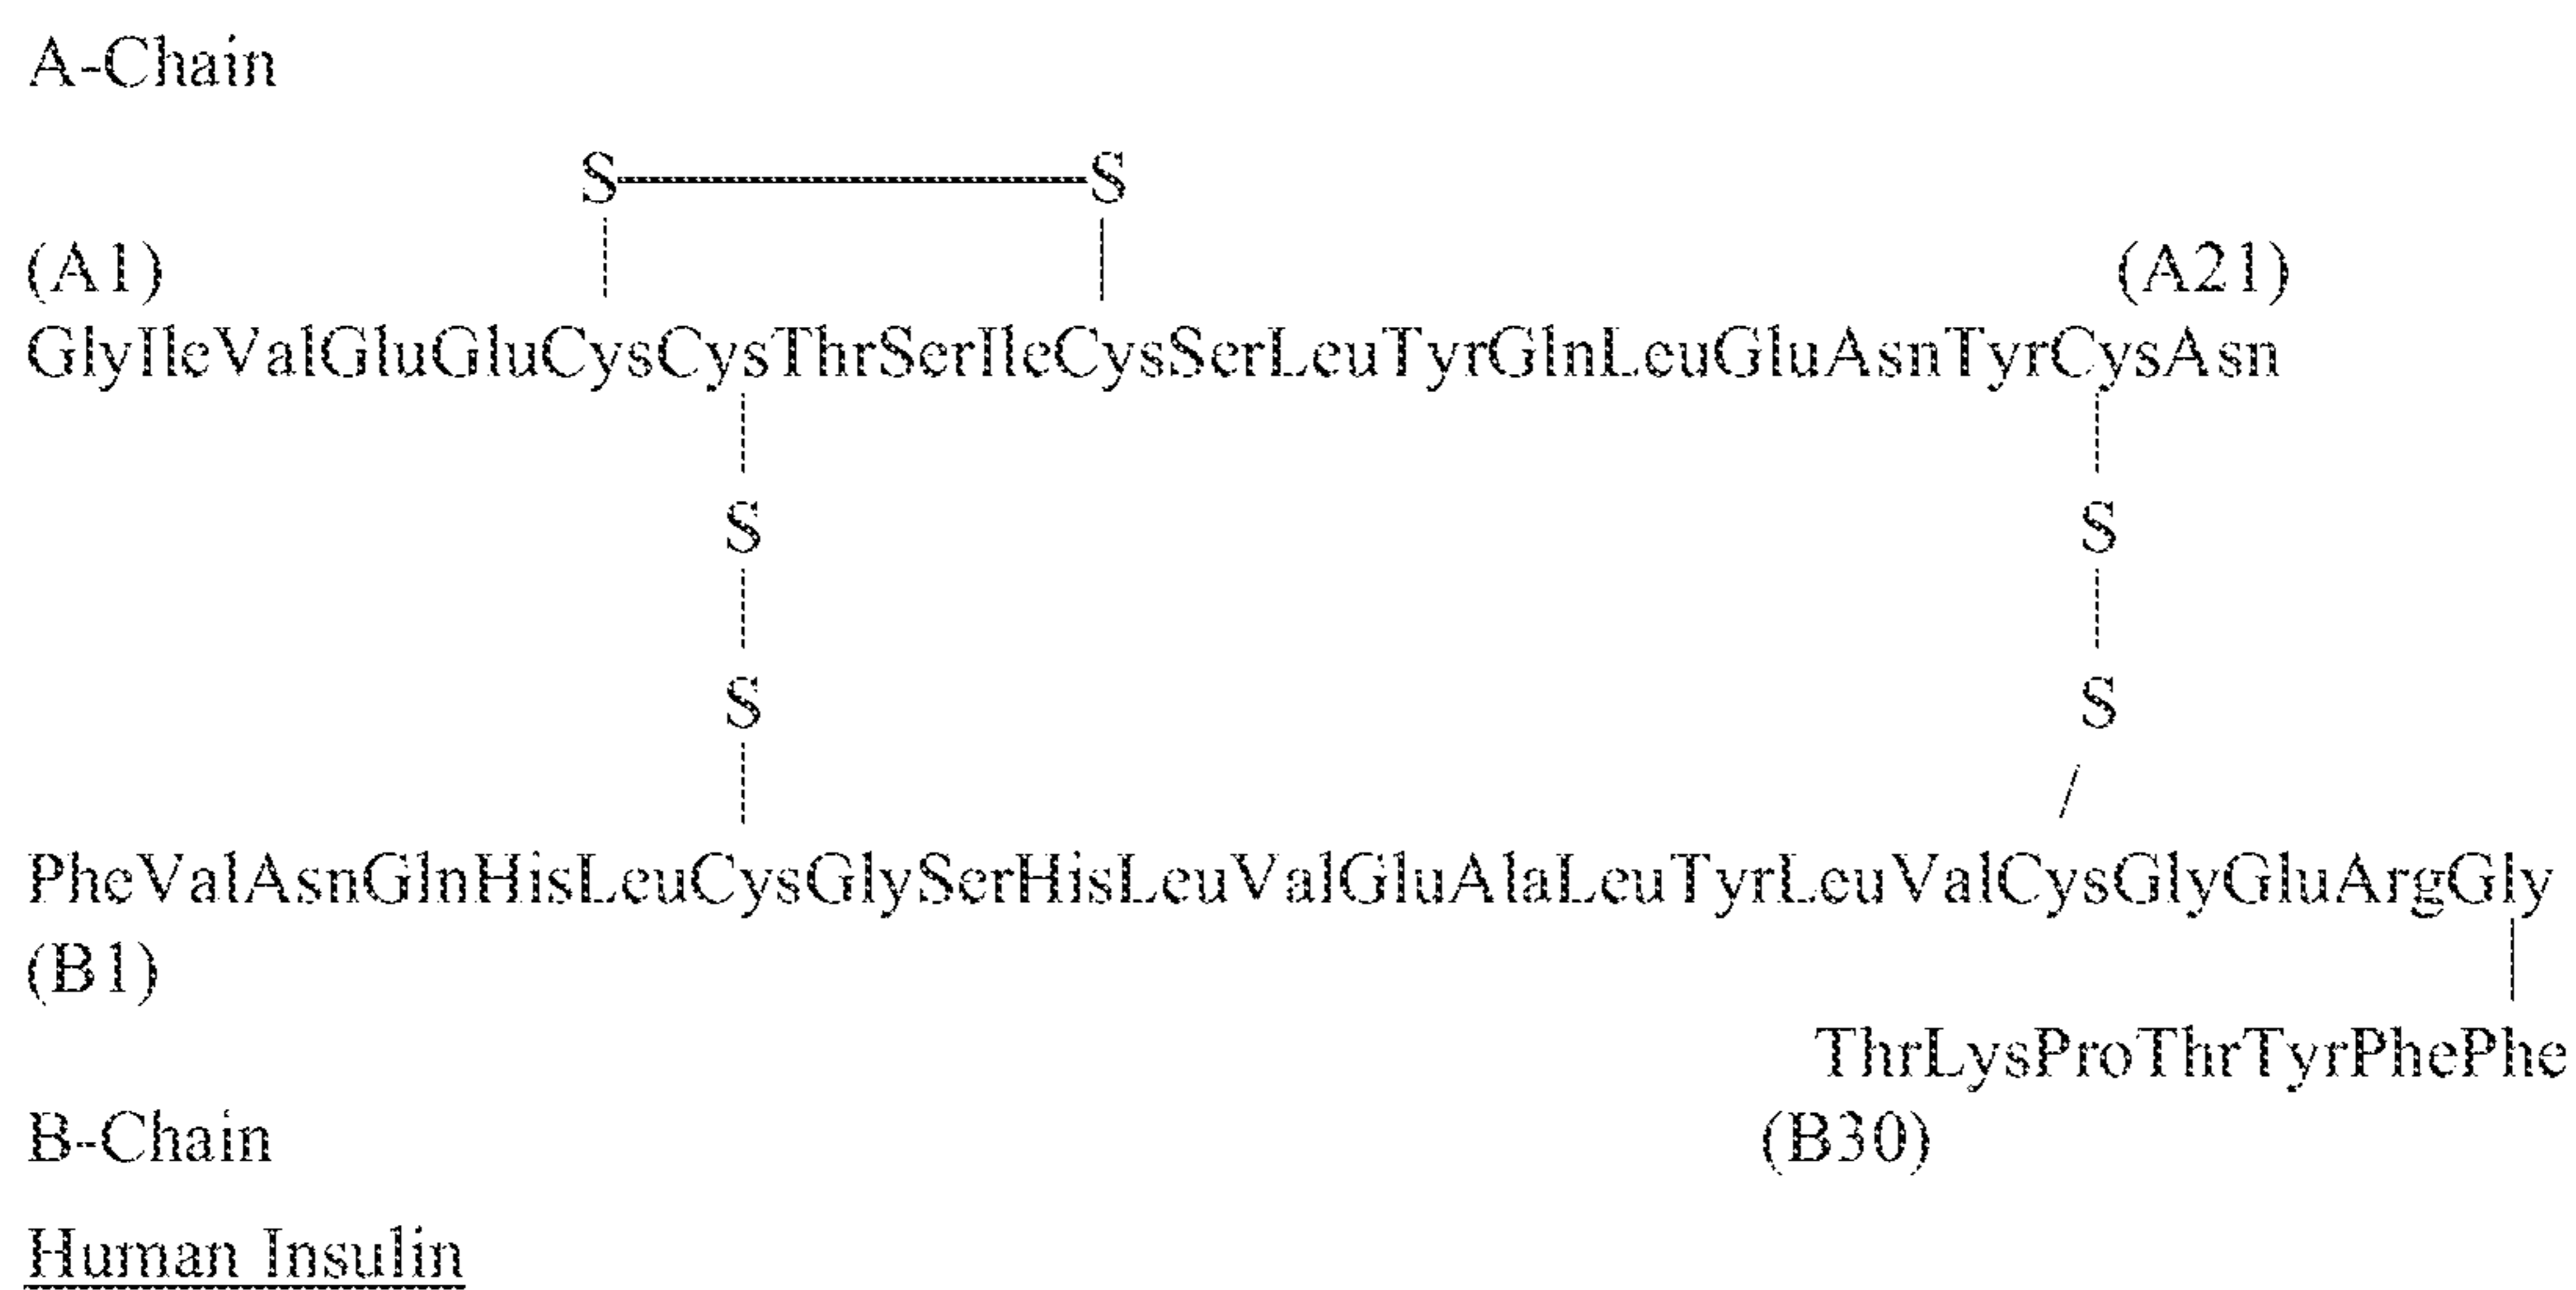 A-Chain
S S
(A1) (A21)
GlyIleValGluGluCysCysThrSerIleCysSerLeuTyrGlnLeuGluAsnTyrCysAsn
S S
S S
PheValAsnGlnHisLeuCysGlySerHisLeuValGluAlaLeuTyrLeuValCysGlyGluArgGly
(B1)
ThrLysProThrTyrPhePhe
B-Chain (B30)
Human Insulin